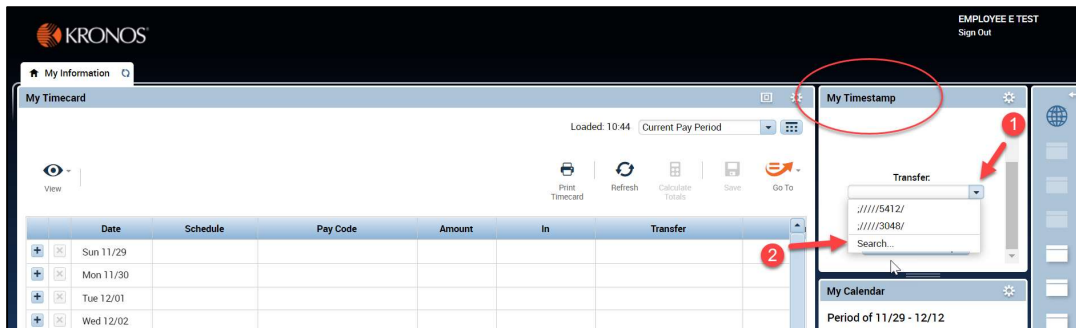 KRONOS
EMPLOYEE E TEST
Sign Out
My Information
My Timecard
Loaded: 10:44 Current Pay Period
View
Print Timecard
Refresh
Calculate Totals
Save
Go To
Date Schedule Pay Code Amount In Transfer
Sun 11/29
Mon 11/30
Tue 12/01
Wed 12/02
My Timestamp
1
Transfer:
;/////5412/
;/////3048/
2
Search...
My Calendar
Period of 11/29 - 12/12